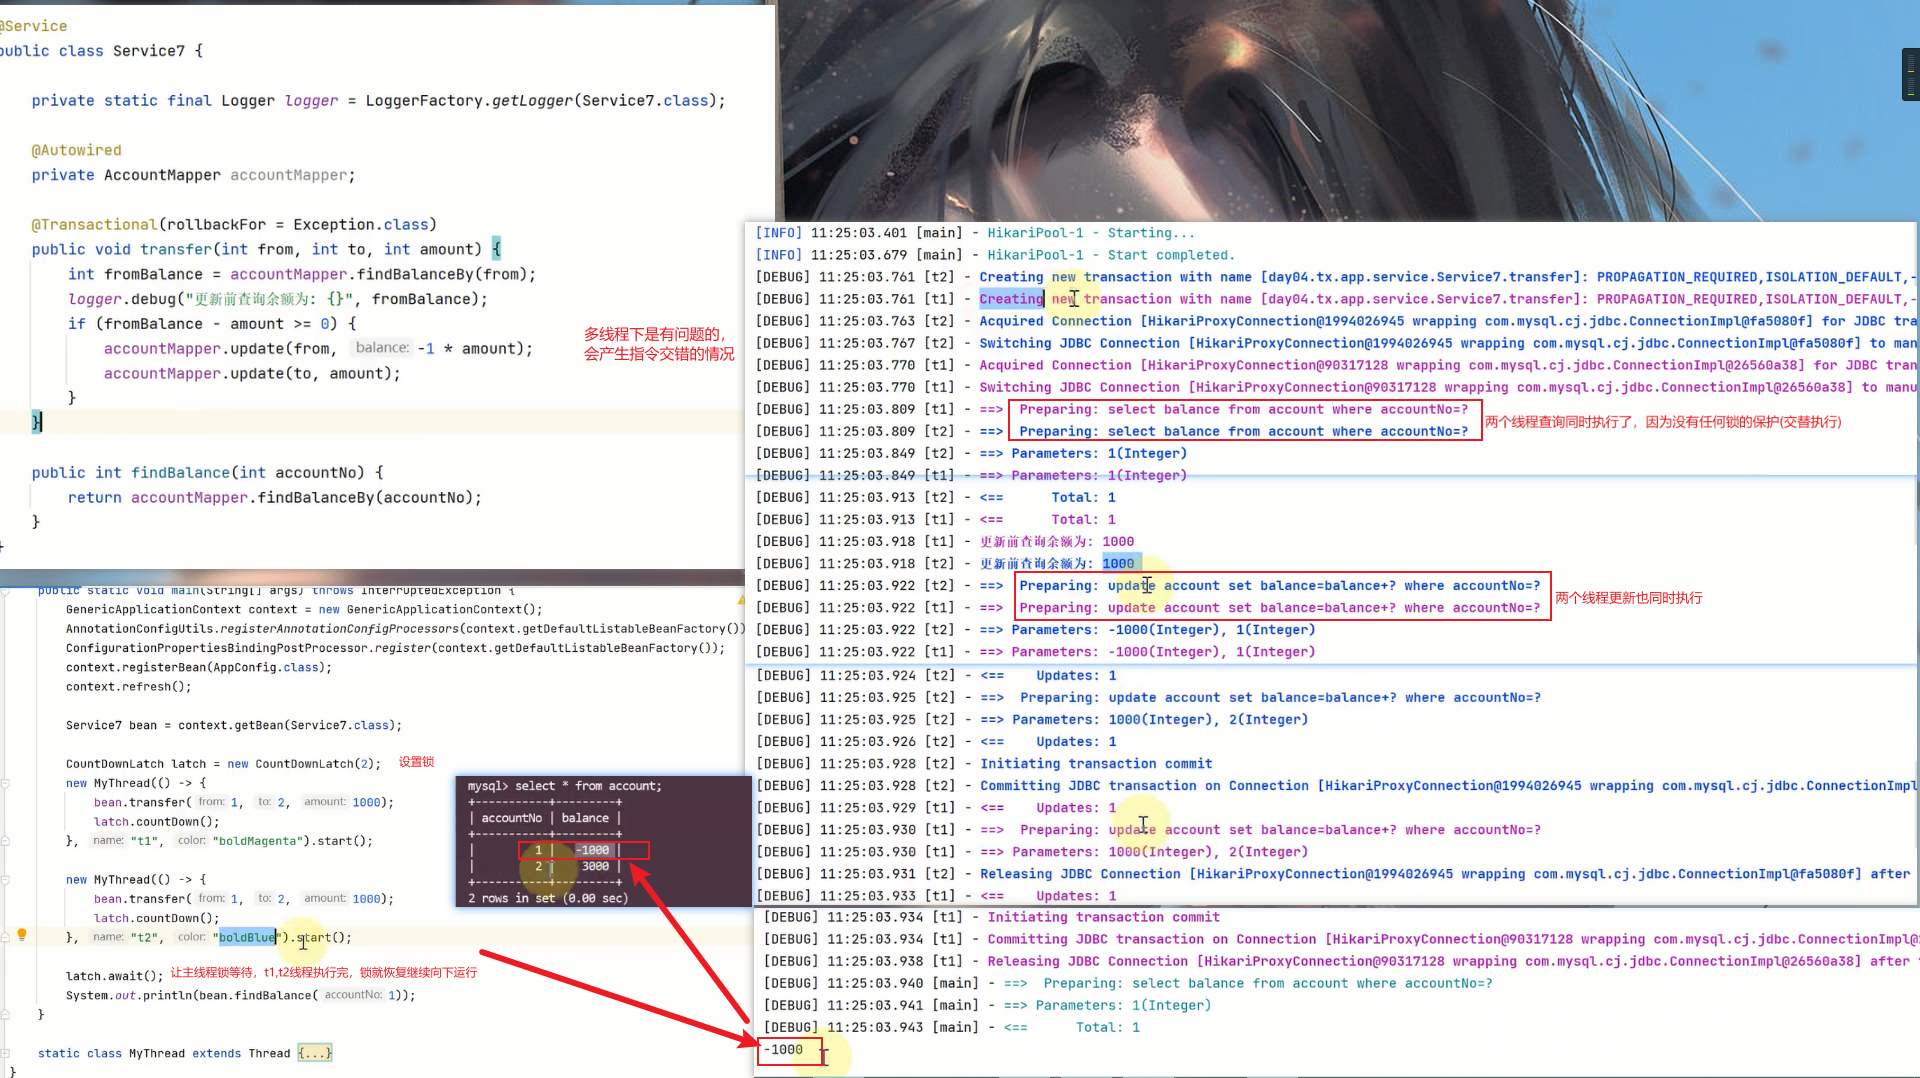 @Service
public class Service7 {
private static final Logger logger = LoggerFactory.getLogger(Service7.class);
@Autowired
private AccountMapper accountMapper;
@Transactional(rollbackFor = Exception.class)
public void transfer(int from, int to, int amount) {
int fromBalance = accountMapper.findBalanceBy(from);
logger.debug("更新前查询余额为: {}", fromBalance);
if (fromBalance - amount >= 0) {
accountMapper.update(from, balance: -1 * amount);
accountMapper.update(to, amount);
}
}
多线程下是有问题的，
会产生指令交错的情况
public int findBalance(int accountNo) {
return accountMapper.findBalanceBy(accountNo);
}
public static void main(String[] args) throws InterruptedException {
GenericApplicationContext context = new GenericApplicationContext();
AnnotationConfigUtils.registerAnnotationConfigProcessors(context.getDefaultListableBeanFactory())
ConfigurationPropertiesBindingPostProcessor.register(context.getDefaultListableBeanFactory());
context.registerBean(AppConfig.class);
context.refresh();
Service7 bean = context.getBean(Service7.class);
CountDownLatch latch = new CountDownLatch(2); 设置锁
new MyThread(() -> {
bean.transfer( from: 1, to: 2, amount: 1000);
latch.countDown();
}, name: "t1", color: "boldMagenta").start();
new MyThread(() -> {
bean.transfer( from: 1, to: 2, amount: 1000);
latch.countDown();
}, name: "t2", color: "boldBlue").start();
latch.await(); 让主线程锁等待，t1,t2线程执行完，锁就恢复继续向下运行
System.out.println(bean.findBalance( accountNo: 1));
}
static class MyThread extends Thread {...}
}
mysql> select * from account;
+-----------+---------+
| accountNo | balance |
+-----------+---------+
| 1 | -1000 |
| 2 | 3000 |
+-----------+---------+
2 rows in set (0.00 sec)
[INFO] 11:25:03.401 [main] - HikariPool-1 - Starting...
[INFO] 11:25:03.679 [main] - HikariPool-1 - Start completed.
[DEBUG] 11:25:03.761 [t2] - Creating new transaction with name [day04.tx.app.service.Service7.transfer]: PROPAGATION_REQUIRED,ISOLATION_DEFAULT,-
[DEBUG] 11:25:03.761 [t1] - Creating new transaction with name [day04.tx.app.service.Service7.transfer]: PROPAGATION_REQUIRED,ISOLATION_DEFAULT,-
[DEBUG] 11:25:03.763 [t2] - Acquired Connection [HikariProxyConnection@1994026945 wrapping com.mysql.cj.jdbc.ConnectionImpl@fa5080f] for JDBC tra
[DEBUG] 11:25:03.767 [t2] - Switching JDBC Connection [HikariProxyConnection@1994026945 wrapping com.mysql.cj.jdbc.ConnectionImpl@fa5080f] to man
[DEBUG] 11:25:03.770 [t1] - Acquired Connection [HikariProxyConnection@90317128 wrapping com.mysql.cj.jdbc.ConnectionImpl@26560a38] for JDBC tran
[DEBUG] 11:25:03.770 [t1] - Switching JDBC Connection [HikariProxyConnection@90317128 wrapping com.mysql.cj.jdbc.ConnectionImpl@26560a38] to manu
[DEBUG] 11:25:03.809 [t1] - ==> Preparing: select balance from account where accountNo=?
[DEBUG] 11:25:03.809 [t2] - ==> Preparing: select balance from account where accountNo=?
两个线程查询同时执行了，因为没有任何锁的保护(交替执行)
[DEBUG] 11:25:03.849 [t2] - ==> Parameters: 1(Integer)
[DEBUG] 11:25:03.849 [t1] - ==> Parameters: 1(Integer)
[DEBUG] 11:25:03.913 [t2] - <== Total: 1
[DEBUG] 11:25:03.913 [t1] - <== Total: 1
[DEBUG] 11:25:03.918 [t1] - 更新前查询余额为: 1000
[DEBUG] 11:25:03.918 [t2] - 更新前查询余额为: 1000
[DEBUG] 11:25:03.922 [t2] - ==> Preparing: update account set balance=balance+? where accountNo=?
[DEBUG] 11:25:03.922 [t1] - ==> Preparing: update account set balance=balance+? where accountNo=?
两个线程更新也同时执行
[DEBUG] 11:25:03.922 [t2] - ==> Parameters: -1000(Integer), 1(Integer)
[DEBUG] 11:25:03.922 [t1] - ==> Parameters: -1000(Integer), 1(Integer)
[DEBUG] 11:25:03.924 [t2] - <== Updates: 1
[DEBUG] 11:25:03.925 [t2] - ==> Preparing: update account set balance=balance+? where accountNo=?
[DEBUG] 11:25:03.925 [t2] - ==> Parameters: 1000(Integer), 2(Integer)
[DEBUG] 11:25:03.926 [t2] - <== Updates: 1
[DEBUG] 11:25:03.928 [t2] - Initiating transaction commit
[DEBUG] 11:25:03.928 [t2] - Committing JDBC transaction on Connection [HikariProxyConnection@1994026945 wrapping com.mysql.cj.jdbc.ConnectionImpl
[DEBUG] 11:25:03.929 [t1] - <== Updates: 1
[DEBUG] 11:25:03.930 [t1] - ==> Preparing: update account set balance=balance+? where accountNo=?
[DEBUG] 11:25:03.930 [t1] - ==> Parameters: 1000(Integer), 2(Integer)
[DEBUG] 11:25:03.931 [t2] - Releasing JDBC Connection [HikariProxyConnection@1994026945 wrapping com.mysql.cj.jdbc.ConnectionImpl@fa5080f] after
[DEBUG] 11:25:03.933 [t1] - <== Updates: 1
[DEBUG] 11:25:03.934 [t1] - Initiating transaction commit
[DEBUG] 11:25:03.934 [t1] - Committing JDBC transaction on Connection [HikariProxyConnection@90317128 wrapping com.mysql.cj.jdbc.ConnectionImpl@
[DEBUG] 11:25:03.938 [t1] - Releasing JDBC Connection [HikariProxyConnection@90317128 wrapping com.mysql.cj.jdbc.ConnectionImpl@26560a38] after
[DEBUG] 11:25:03.940 [main] - ==> Preparing: select balance from account where accountNo=?
[DEBUG] 11:25:03.941 [main] - ==> Parameters: 1(Integer)
[DEBUG] 11:25:03.943 [main] - <== Total: 1
-1000